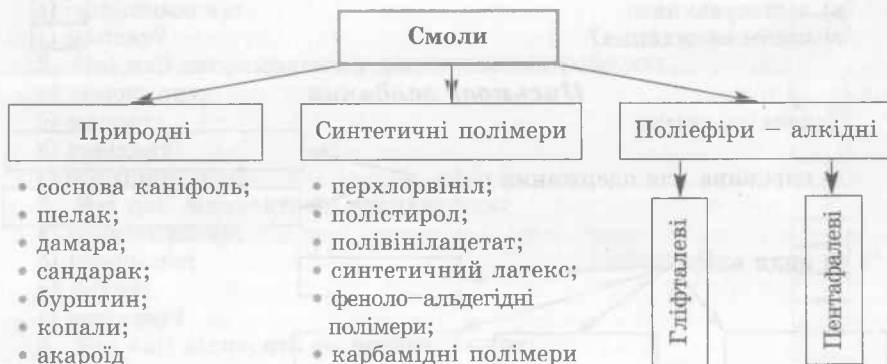 Смоли
Природні
Синтетичні полімери
Поліефіри — алкідні
• соснова каніфоль;
• шелак;
• дамара;
• сандарак;
• бурштин;
• копали;
• акароїд
• перхлорвініл;
• полістирол;
• полівінілацетат;
• синтетичний латекс;
• феноло—альдегідні
полімери;
• карбамідні полімери
Гліфталеві
Пентафалеві